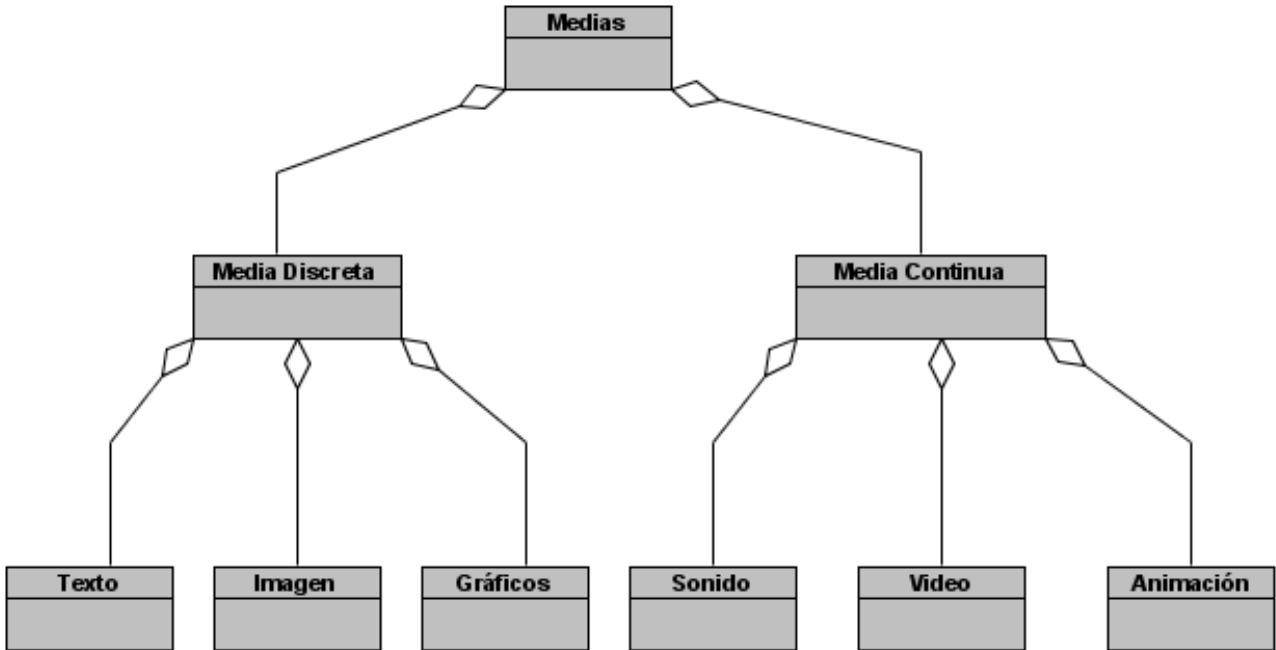 Medias
Media Discreta
Media Continua
Texto
Imagen
Gráficos
Sonido
Video
Animación